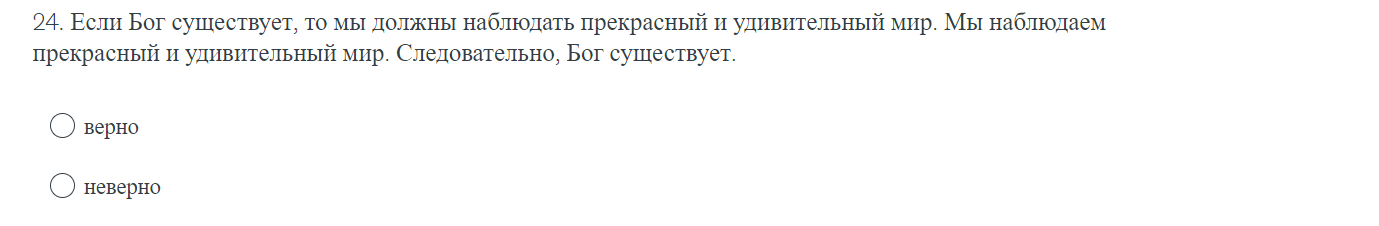 24. Если Бог существует, то мы должны наблюдать прекрасный и удивительный мир. Мы наблюдаем
прекрасный и удивительный мир. Следовательно, Бог существует.
верно
неверно